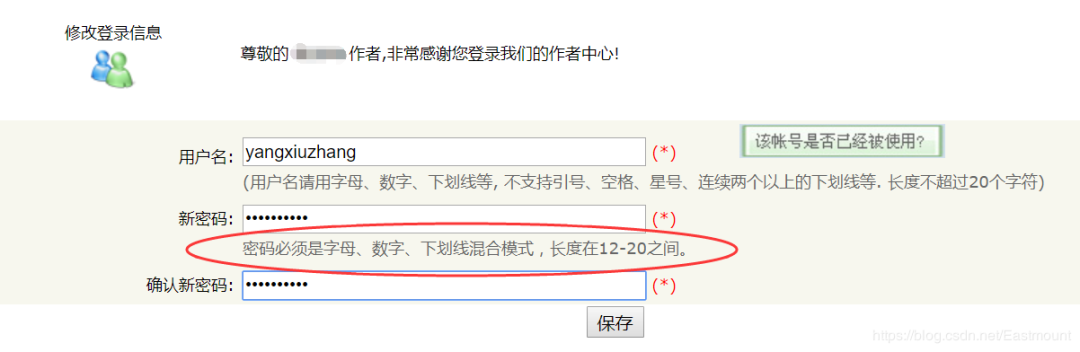 修改登录信息
尊敬的 作者,非常感谢您登录我们的作者中心!
该帐号是否已经被使用?
用户名: yangxiuzhang (*)
(用户名请用字母、数字、下划线等, 不支持引号、空格、星号、连续两个以上的下划线等. 长度不超过20个字符)
新密码: •••••••••• (*)
密码必须是字母、数字、下划线混合模式，长度在12-20之间。
确认新密码: •••••••••• (*)
保存
https://blog.csdn.net/Eastmount